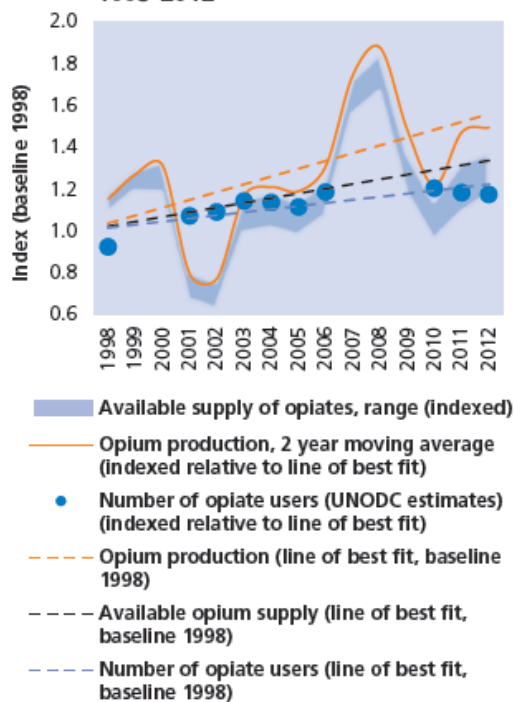 2.0
1.8
1.6
1.4
1.2
1.0
0.8
0.6
Index (baseline 1998)
1998
1999
2000
2001
2002
2003
2004
2005
2006
2007
2008
2009
2010
2011
2012
Available supply of opiates, range (indexed)
Opium production, 2 year moving average
(indexed relative to line of best fit)
Number of opiate users (UNODC estimates)
(indexed relative to line of best fit)
Opium production (line of best fit, baseline
1998)
Available opium supply (line of best fit,
baseline 1998)
Number of opiate users (line of best fit,
baseline 1998)